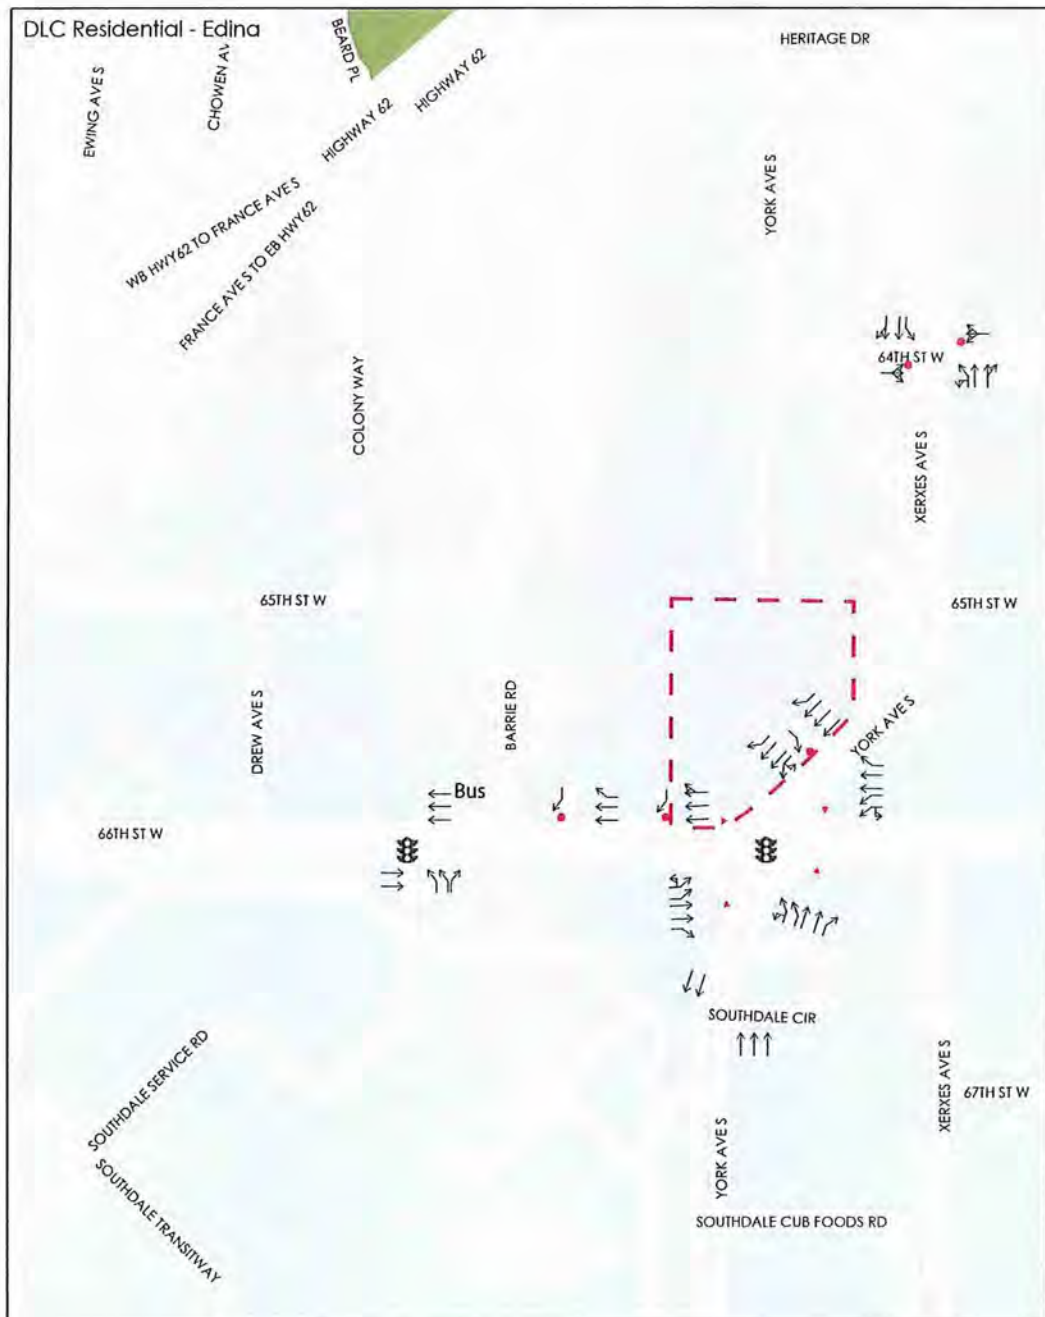 DLC Residential - Edina
BEARD PL
HERITAGE DR
EWING AVE S
CHOWEN AV
HIGHWAY 62
HIGHWAY 62
YORK AVE S
WB HWY62 TO FRANCE AVE S
FRANCE AVE S TO EB HWY62
64TH ST W
COLONY WAY
XERXES AVE S
65TH ST W
65TH ST W
DREW AVE S
BARRIE RD
YORK AVE S
Bus
66TH ST W
SOUTHDALE CIR
SOUTHDALE SERVICE RD
XERXES AVE S
67TH ST W
YORK AVE S
SOUTHDALE TRANSITWAY
SOUTHDALE CUB FOODS RD